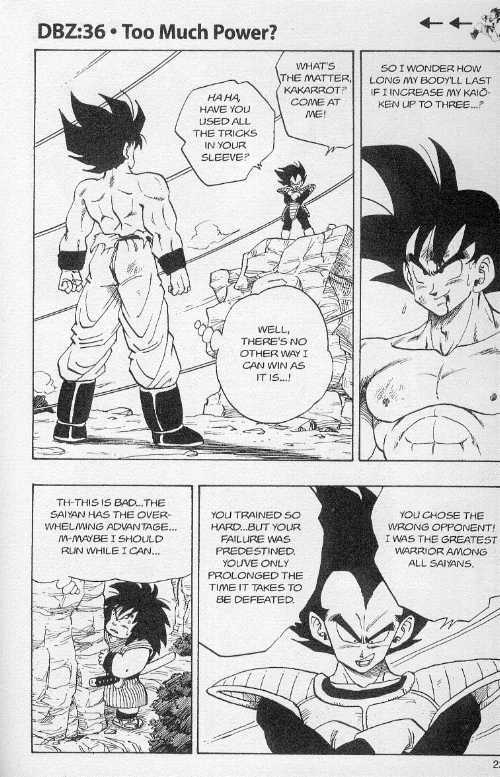 DBZ:36 • Too Much Power?
SO I WONDER HOW
LONG MY BODY'LL LAST
IF I INCREASE MY KAIŌ-
KEN UP TO THREE...?
WHAT'S
THE MATTER,
KAKARROT?
COME AT
ME!
HA HA,
HAVE YOU
USED ALL
THE TRICKS
IN YOUR
SLEEVE?
WELL,
THERE'S NO
OTHER WAY I
CAN WIN AS
IT IS...!
YOU CHOSE THE
WRONG OPPONENT!
I WAS THE GREATEST
WARRIOR AMONG
ALL SAIYANS.
YOU TRAINED SO
HARD...BUT YOUR
FAILURE WAS
PREDESTINED.
YOU'VE ONLY
PROLONGED THE
TIME IT TAKES TO
BE DEFEATED.
TH-THIS IS BAD...THE
SAIYAN HAS THE OVER-
WHELMING ADVANTAGE...
M-MAYBE I SHOULD
RUN WHILE I CAN...